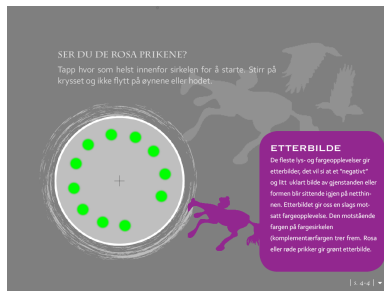 SER DU DE ROSA PRIKENE?
Tapp hvor som helst innenfor sirkelen for å starte. Stirr på
krysset og ikke flytt på øynene eller hodet.
ETTERBILDE
De fleste lys- og fargeopplevelser gir
etterbilder, det vil si at et "negativt"
og litt uklart bilde av gjenstanden eller
formen blir sittende igjen på netthin-
nen. Etterbildet gir oss en slags mot-
satt fargeopplevelse. Den motstående
fargen på fargesirkelen
(komplementærfargen trer frem. Rosa
eller røde prikker gir grønt etterbilde.
| s. 4-4 |